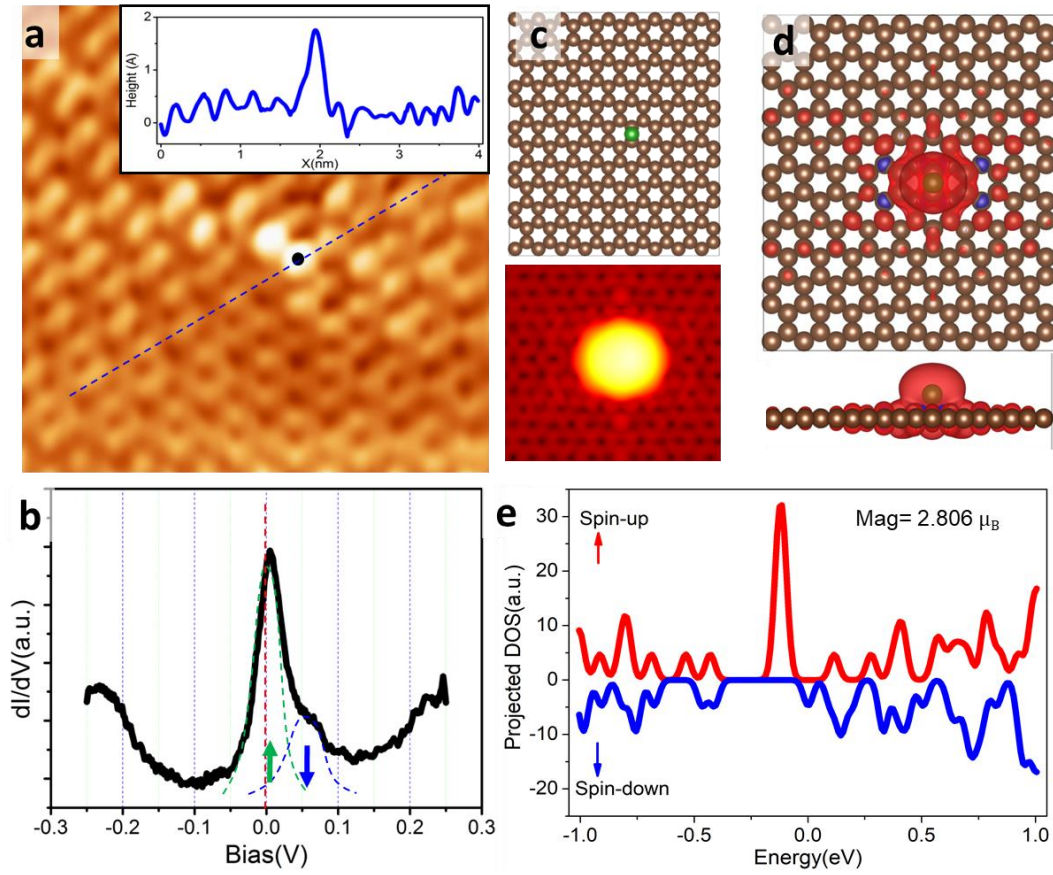 a
Height (A)
2
1
0
0
1
2
3
4
X(nm)
b
dI/dV(a.u.)
-0.3
-0.2
-0.1
0.0
0.1
0.2
0.3
Bias(V)
c
d
e
Projected DOS(a.u.)
30
20
10
0
-10
-20
Spin-up
Mag= 2.806 μB
Spin-down
-1.0
-0.5
0.0
0.5
1.0
Energy(eV)